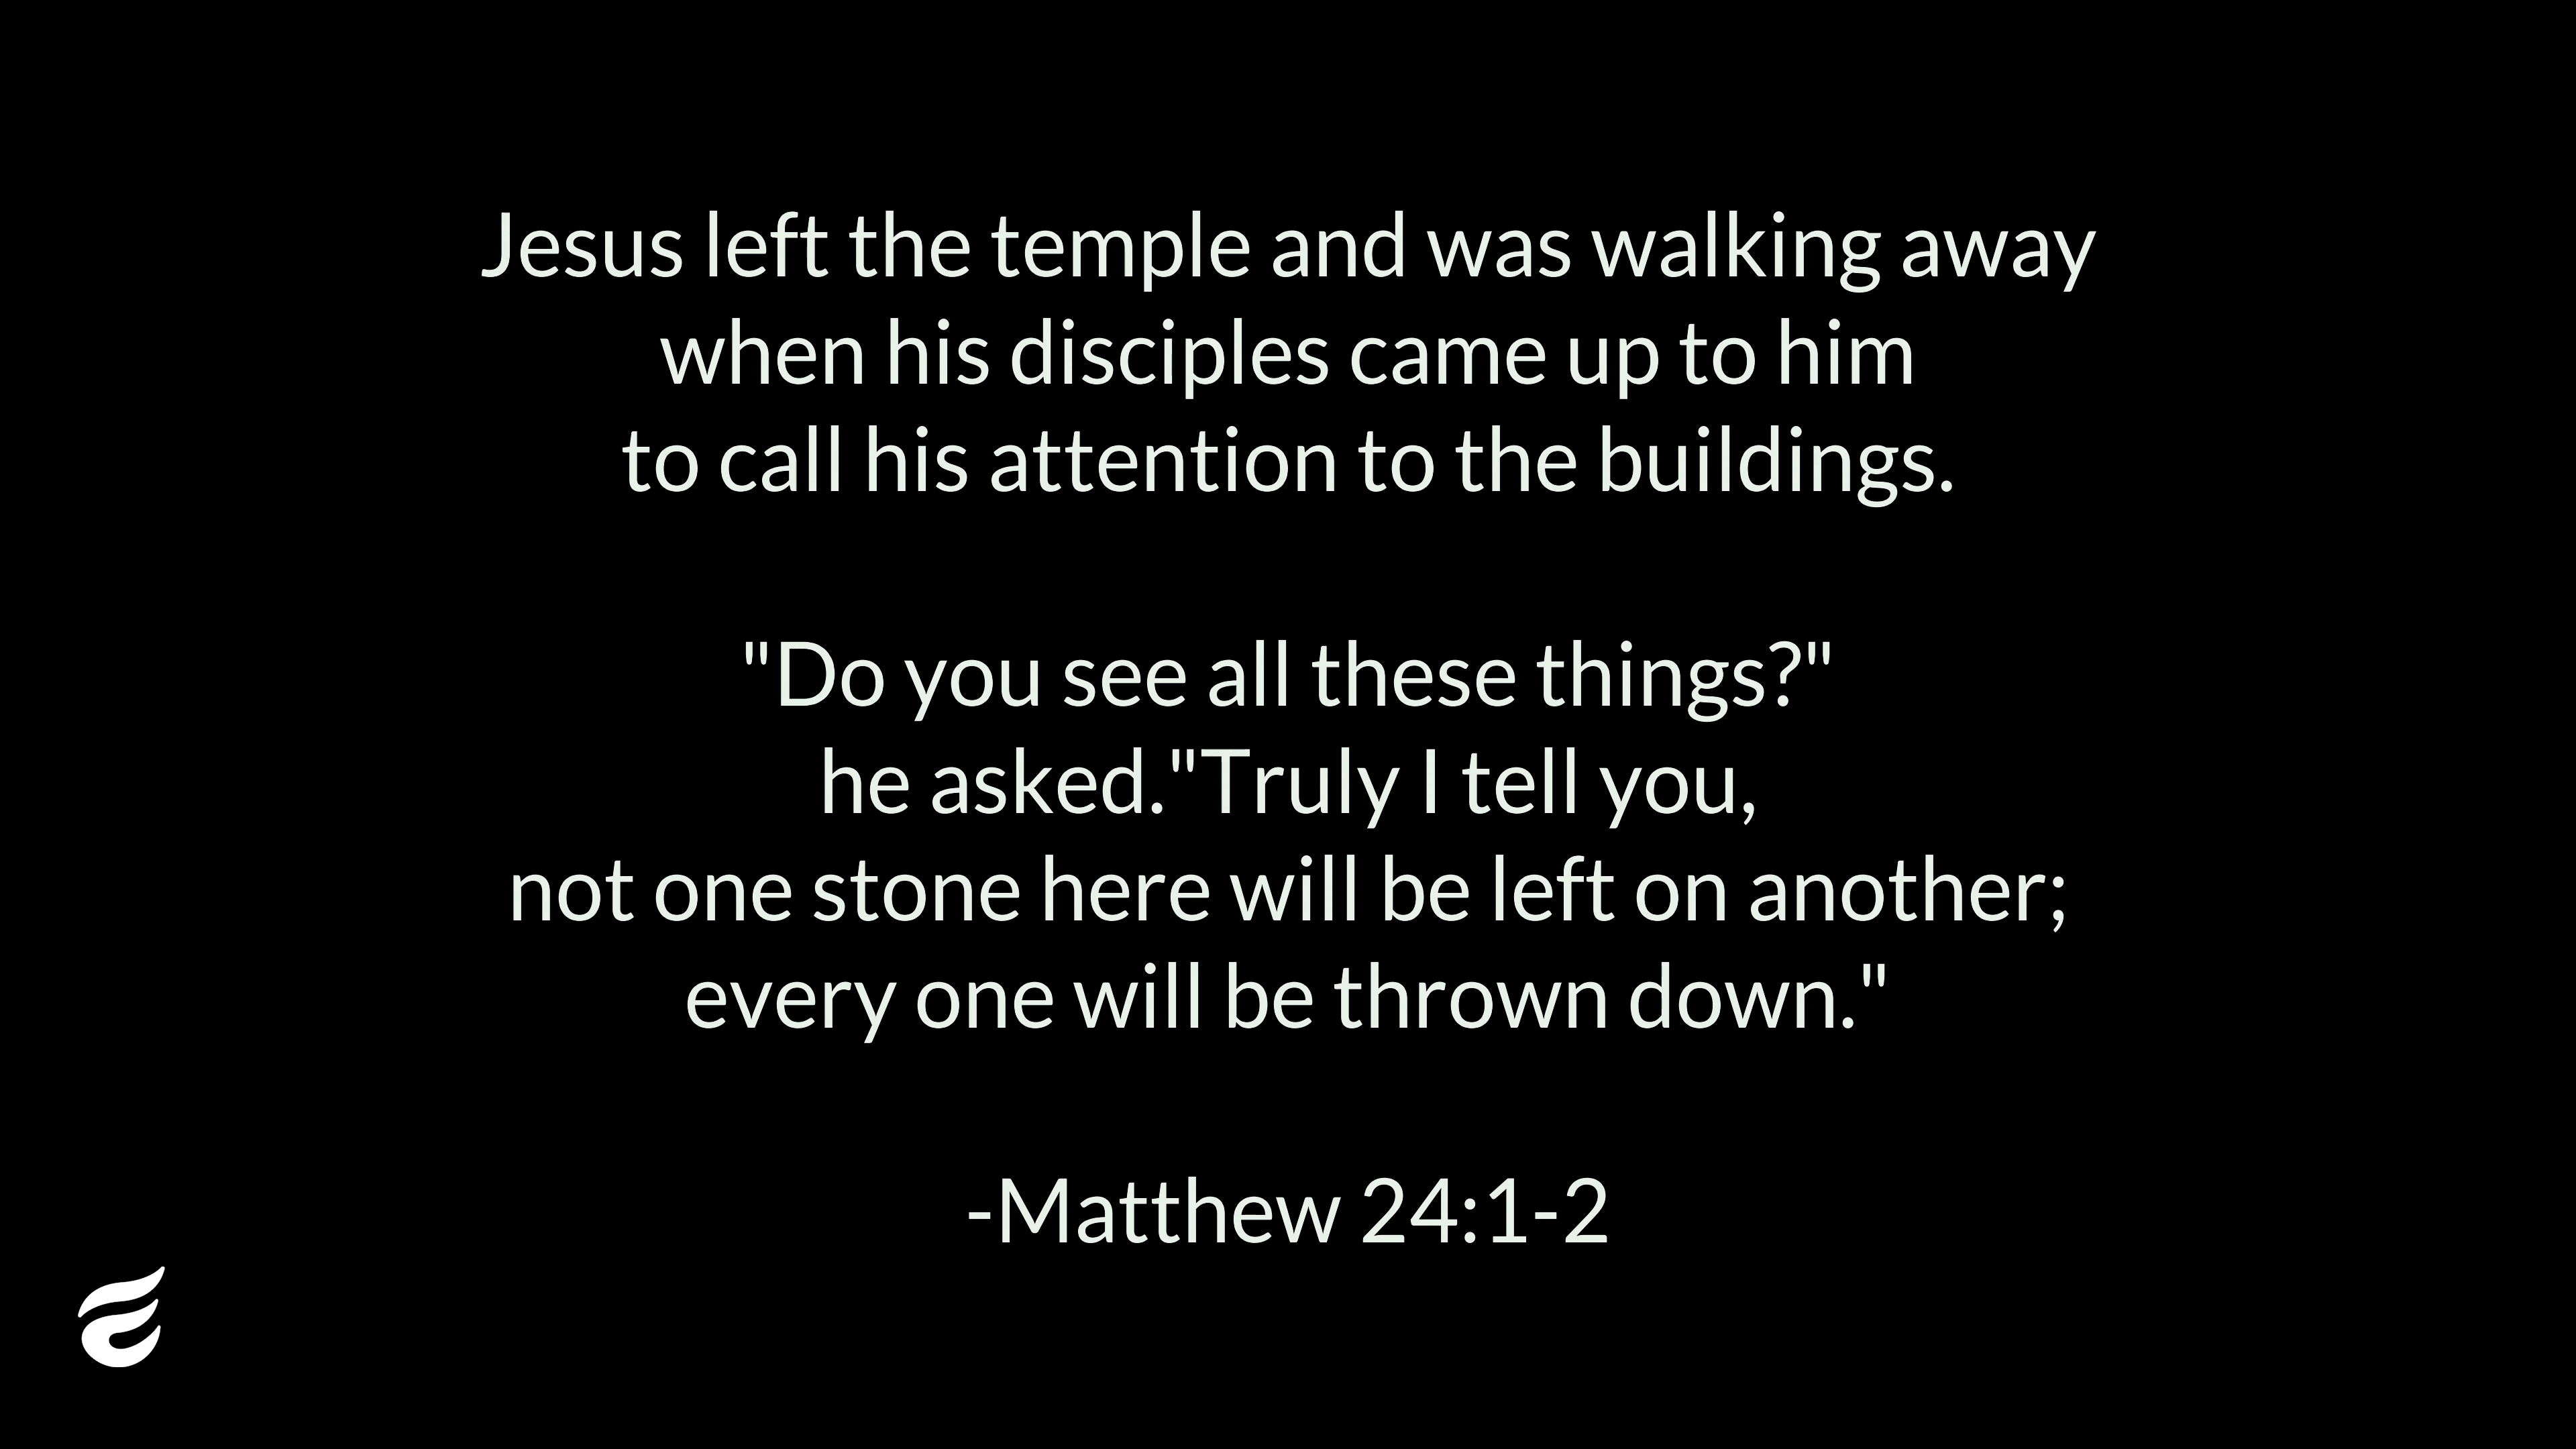 Jesus left the temple and was walking away
when his disciples came up to him
to call his attention to the buildings.
"Do you see all these things?"
he asked."Truly I tell you,
not one stone here will be left on another;
every one will be thrown down."
-Matthew 24:1-2